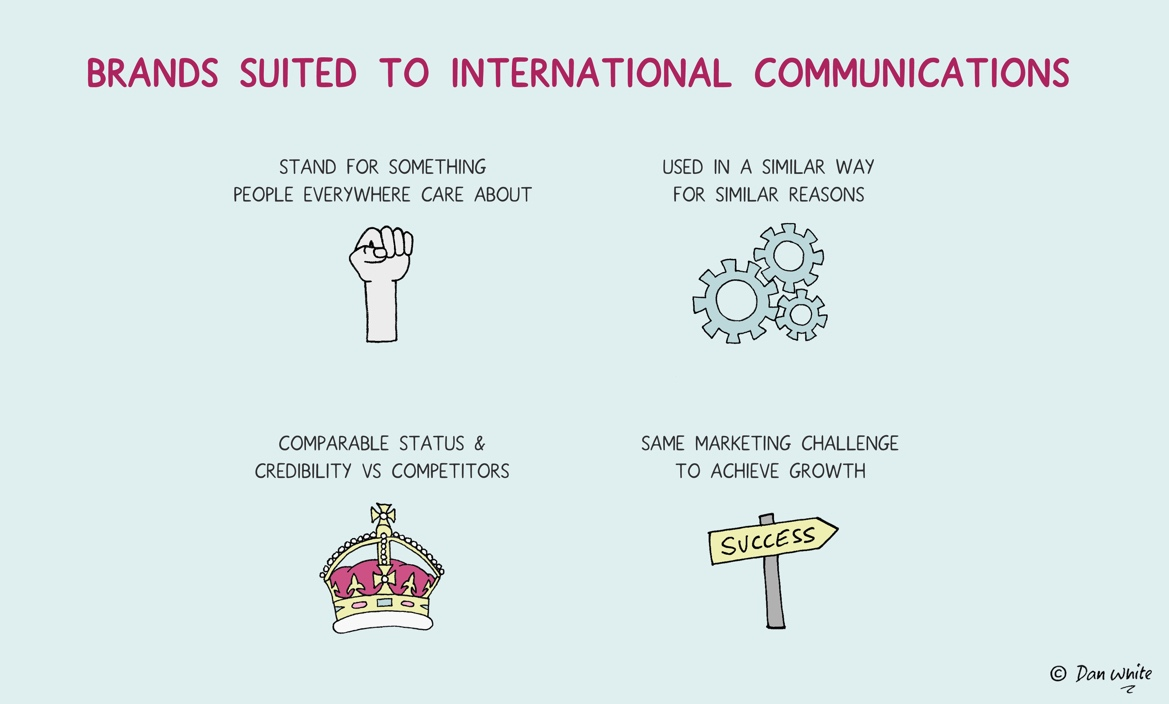 BRANDS SUITED TO INTERNATIONAL COMMUNICATIONS
STAND FOR SOMETHING
PEOPLE EVERYWHERE CARE ABOUT
USED IN A SIMILAR WAY
FOR SIMILAR REASONS
COMPARABLE STATUS &
CREDIBILITY VS COMPETITORS
SAME MARKETING CHALLENGE
TO ACHIEVE GROWTH
SUCCESS
© Dan White